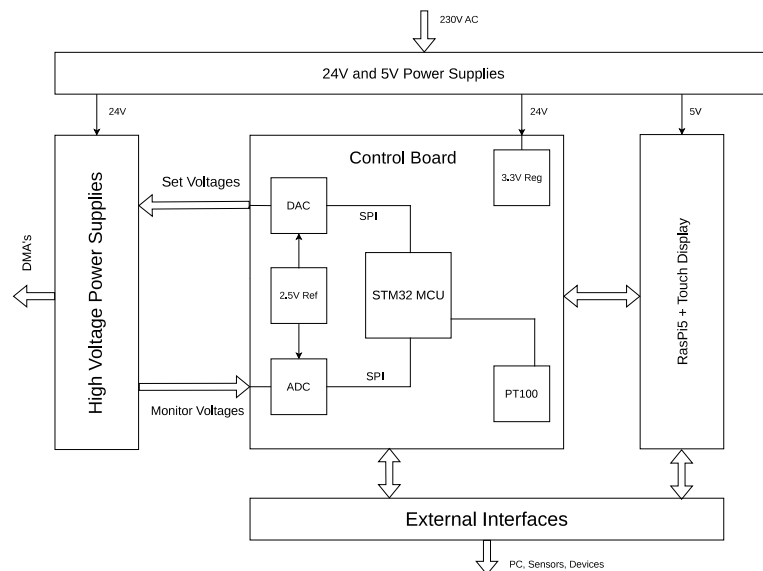 230V AC
24V and 5V Power Supplies
24V
24V
5V
High Voltage Power Supplies
Control Board
3.3V Reg
Set Voltages
DAC
SPI
DMA's
2.5V Ref
STM32 MCU
RasPi5 + Touch Display
ADC
SPI
PT100
Monitor Voltages
External Interfaces
PC, Sensors, Devices